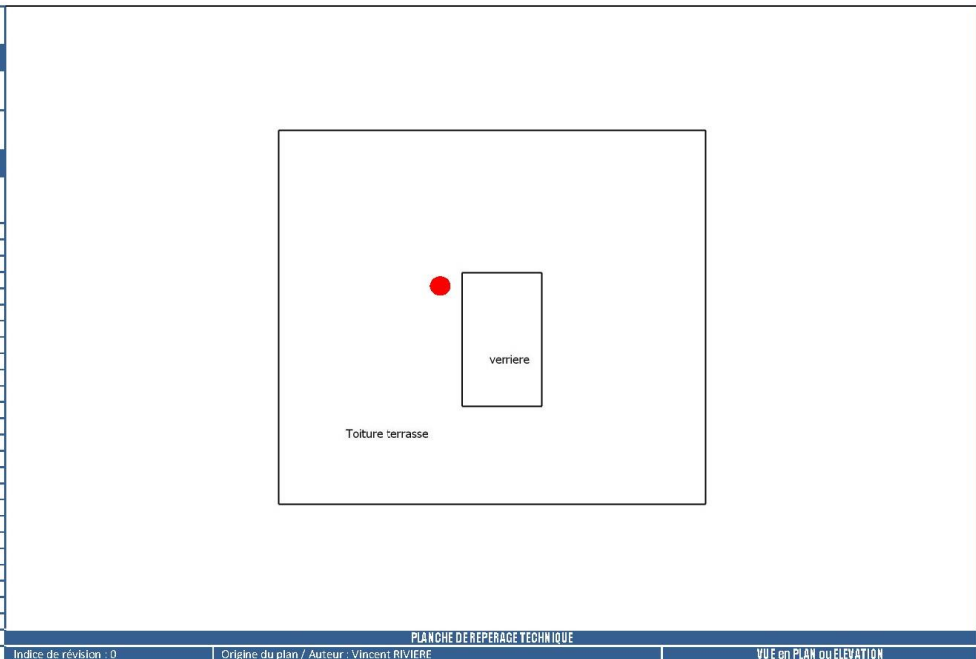 verriere
Toiture terrasse
PLANCHE DE REPERAGE TECHNIQUE
Indice de révision : 0
Origine du plan / Auteur : Vincent RIVIERE
VUE en PLAN ou ELEVATION